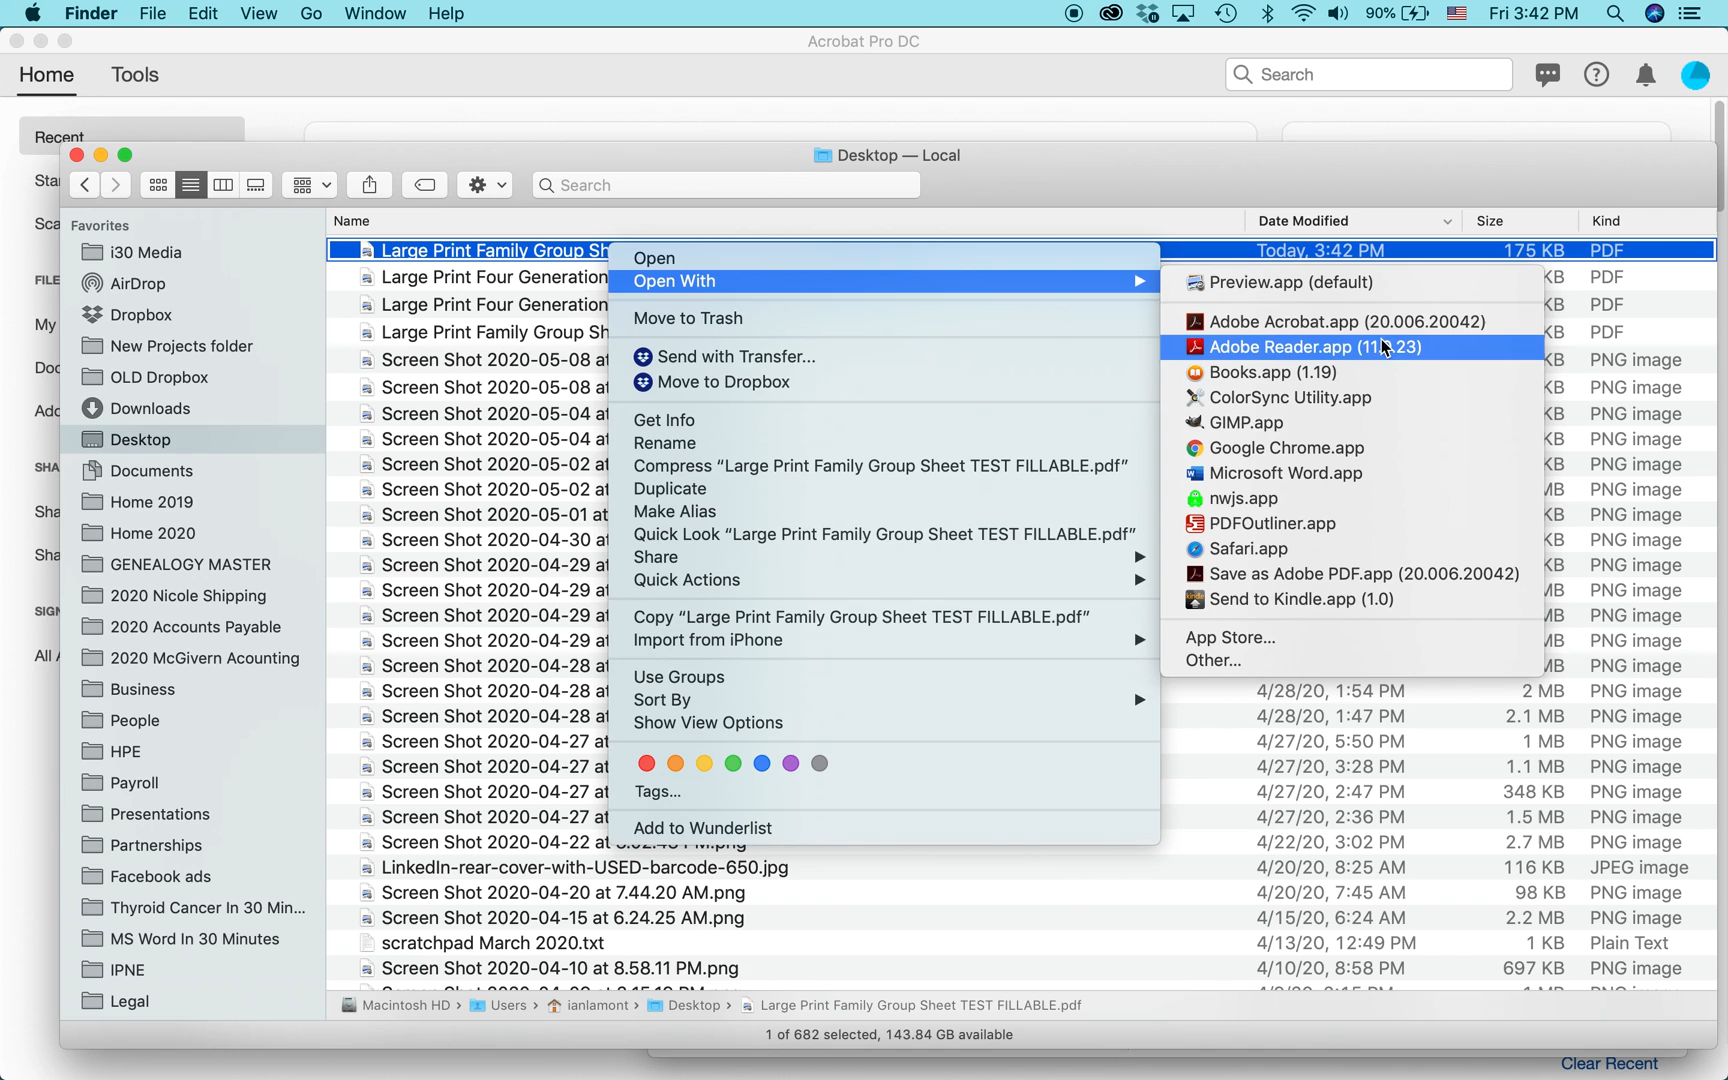 Finder File Edit View Go Window Help 90% Fri 3:42 PM
Acrobat Pro DC
Home Tools Search
Recent
Desktop — Local
Search
Favorites
i30 Media
AirDrop
Dropbox
New Projects folder
OLD Dropbox
Downloads
Desktop
Documents
Home 2019
Home 2020
GENEALOGY MASTER
2020 Nicole Shipping
2020 Accounts Payable
2020 McGivern Acounting
Business
People
HPE
Payroll
Presentations
Partnerships
Facebook ads
Thyroid Cancer In 30 Min...
MS Word In 30 Minutes
IPNE
Legal
Name Date Modified Size Kind
Large Print Family Group Sh Today, 3:42 PM 175 KB PDF
Large Print Four Generation KB PDF
Large Print Four Generation KB PDF
Large Print Family Group Sh KB PDF
Screen Shot 2020-05-08 at KB PNG image
Screen Shot 2020-05-08 at KB PNG image
Screen Shot 2020-05-04 at KB PNG image
Screen Shot 2020-05-04 at KB PNG image
Screen Shot 2020-05-02 at KB PNG image
Screen Shot 2020-05-02 at MB PNG image
Screen Shot 2020-05-01 at KB PNG image
Screen Shot 2020-04-30 at KB PNG image
Screen Shot 2020-04-29 at KB PNG image
Screen Shot 2020-04-29 at MB PNG image
Screen Shot 2020-04-29 at MB PNG image
Screen Shot 2020-04-29 at MB PNG image
Screen Shot 2020-04-28 at MB PNG image
Screen Shot 2020-04-28 at 4/28/20, 1:54 PM 2 MB PNG image
Screen Shot 2020-04-28 at 4/28/20, 1:47 PM 2.1 MB PNG image
Screen Shot 2020-04-27 at 4/27/20, 5:50 PM 1 MB PNG image
Screen Shot 2020-04-27 at 4/27/20, 3:28 PM 1.1 MB PNG image
Screen Shot 2020-04-27 at 4/27/20, 2:47 PM 348 KB PNG image
Screen Shot 2020-04-27 at 4/27/20, 2:36 PM 1.5 MB PNG image
Screen Shot 2020-04-22 at 4/22/20, 3:02 PM 2.7 MB PNG image
LinkedIn-rear-cover-with-USED-barcode-650.jpg 4/20/20, 8:25 AM 116 KB JPEG image
Screen Shot 2020-04-20 at 7.44.20 AM.png 4/20/20, 7:45 AM 98 KB PNG image
Screen Shot 2020-04-15 at 6.24.25 AM.png 4/15/20, 6:24 AM 2.2 MB PNG image
scratchpad March 2020.txt 4/13/20, 12:49 PM 1 KB Plain Text
Screen Shot 2020-04-10 at 8.58.11 PM.png 4/10/20, 8:58 PM 697 KB PNG image
Open
Open With
Move to Trash
Send with Transfer...
Move to Dropbox
Get Info
Rename
Compress “Large Print Family Group Sheet TEST FILLABLE.pdf”
Duplicate
Make Alias
Quick Look “Large Print Family Group Sheet TEST FILLABLE.pdf”
Share
Quick Actions
Copy “Large Print Family Group Sheet TEST FILLABLE.pdf”
Import from iPhone
Use Groups
Sort By
Show View Options
Tags...
Add to Wunderlist
Preview.app (default)
Adobe Acrobat.app (20.006.20042)
Adobe Reader.app
Books.app (1.19)
ColorSync Utility.app
GIMP.app
Google Chrome.app
Microsoft Word.app
nwjs.app
PDFOutliner.app
Safari.app
Save as Adobe PDF.app (20.006.20042)
Send to Kindle.app (1.0)
App Store...
Other...
Macintosh HD › Users › ianlamont › Desktop › Large Print Family Group Sheet TEST FILLABLE.pdf
1 of 682 selected, 143.84 GB available
Clear Recent